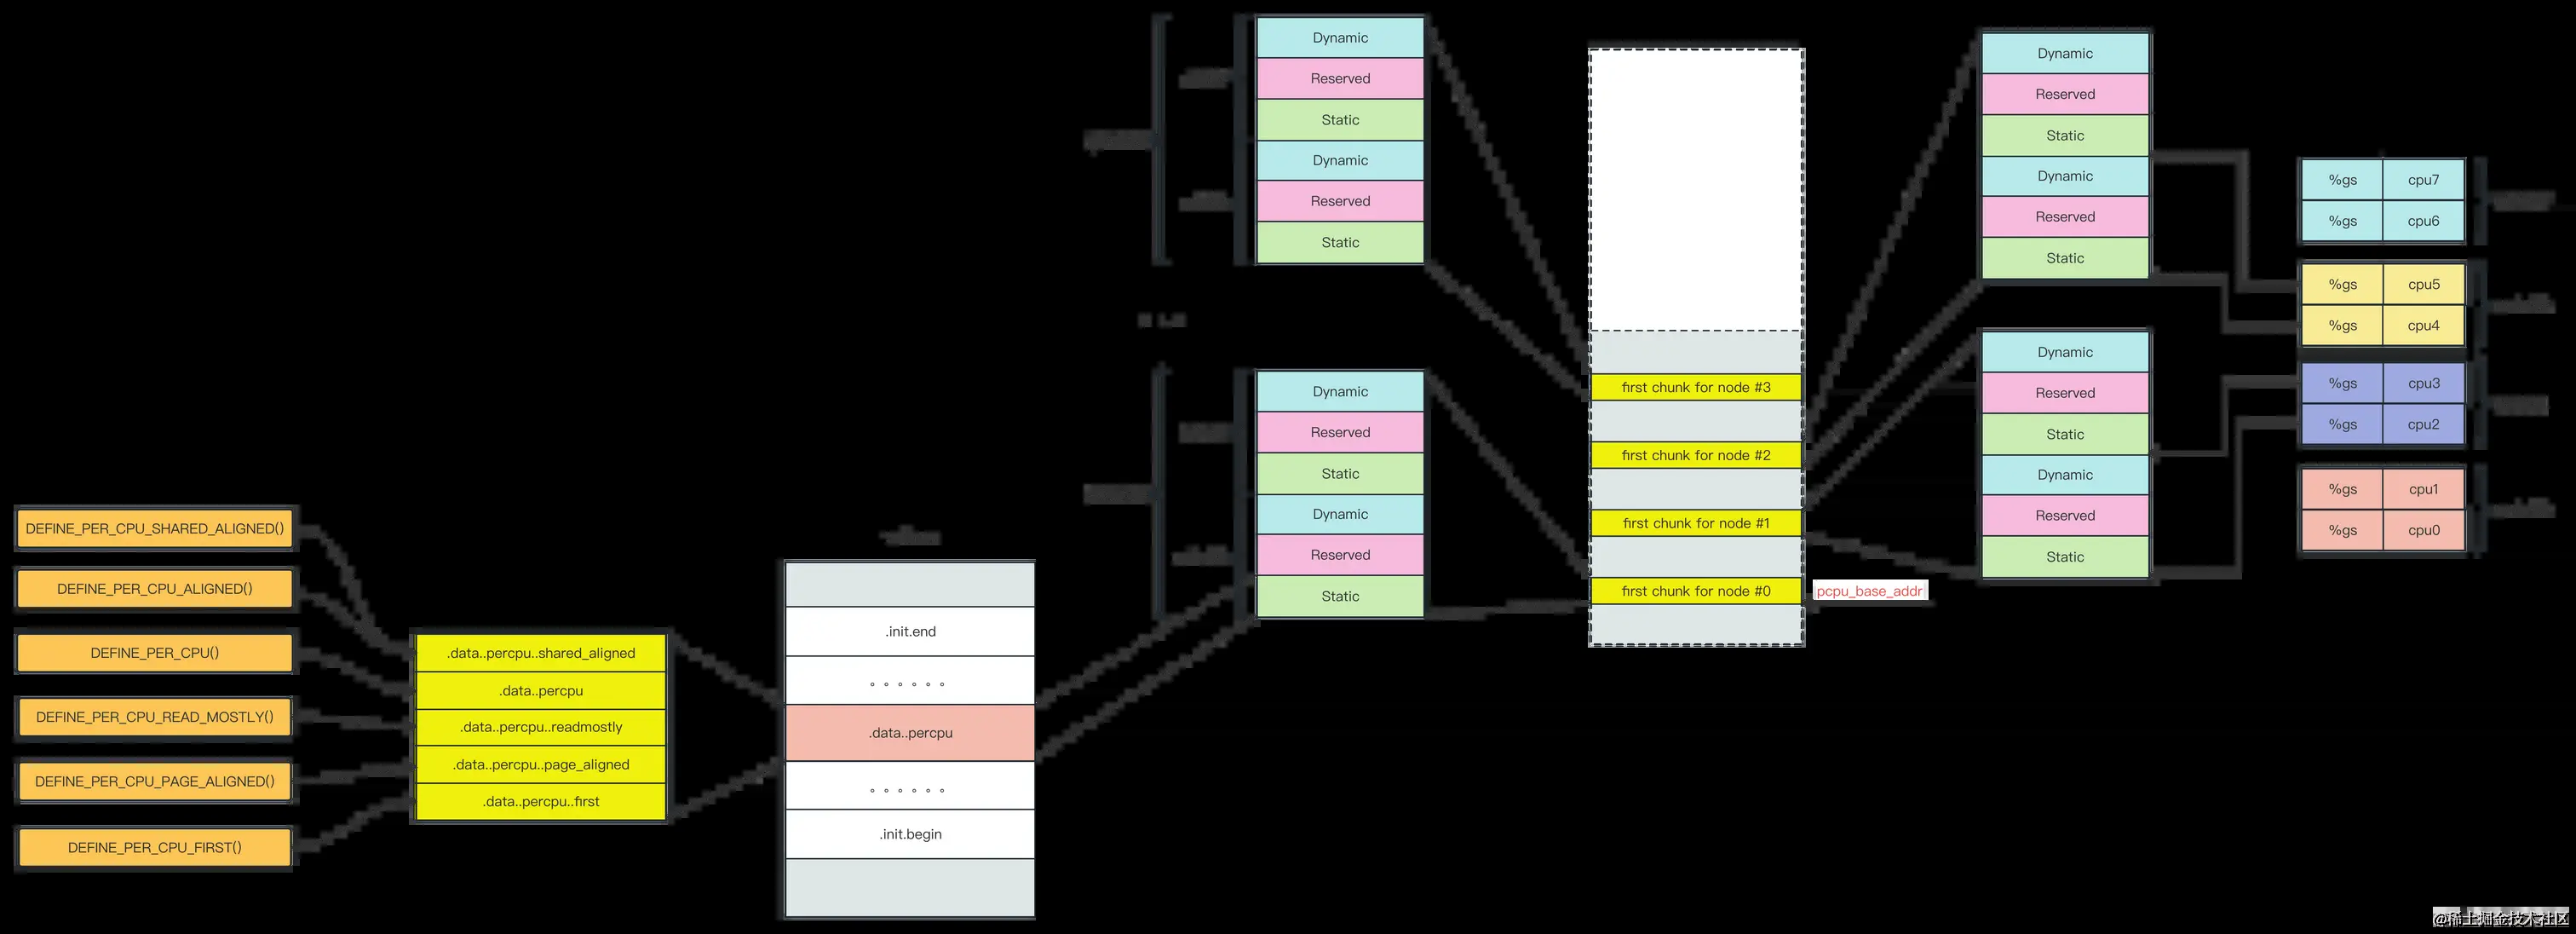 DEFINE_PER_CPU_SHARED_ALIGNED()
DEFINE_PER_CPU_ALIGNED()
DEFINE_PER_CPU()
DEFINE_PER_CPU_READ_MOSTLY()
DEFINE_PER_CPU_PAGE_ALIGNED()
DEFINE_PER_CPU_FIRST()
.data..percpu..shared_aligned
.data..percpu
.data..percpu..readmostly
.data..percpu..page_aligned
.data..percpu..first
.init.end
。。。。。。
.data..percpu
。。。。。。
.init.begin
Dynamic
Reserved
Static
Dynamic
Reserved
Static
Dynamic
Reserved
Static
Dynamic
Reserved
Static
first chunk for node #3
first chunk for node #2
first chunk for node #1
first chunk for node #0
pcpu_base_addr
Dynamic
Reserved
Static
Dynamic
Reserved
Static
Dynamic
Reserved
Static
Dynamic
Reserved
Static
%gs cpu7
%gs cpu6
%gs cpu5
%gs cpu4
%gs cpu3
%gs cpu2
%gs cpu1
%gs cpu0
@稀土掘金技术社区